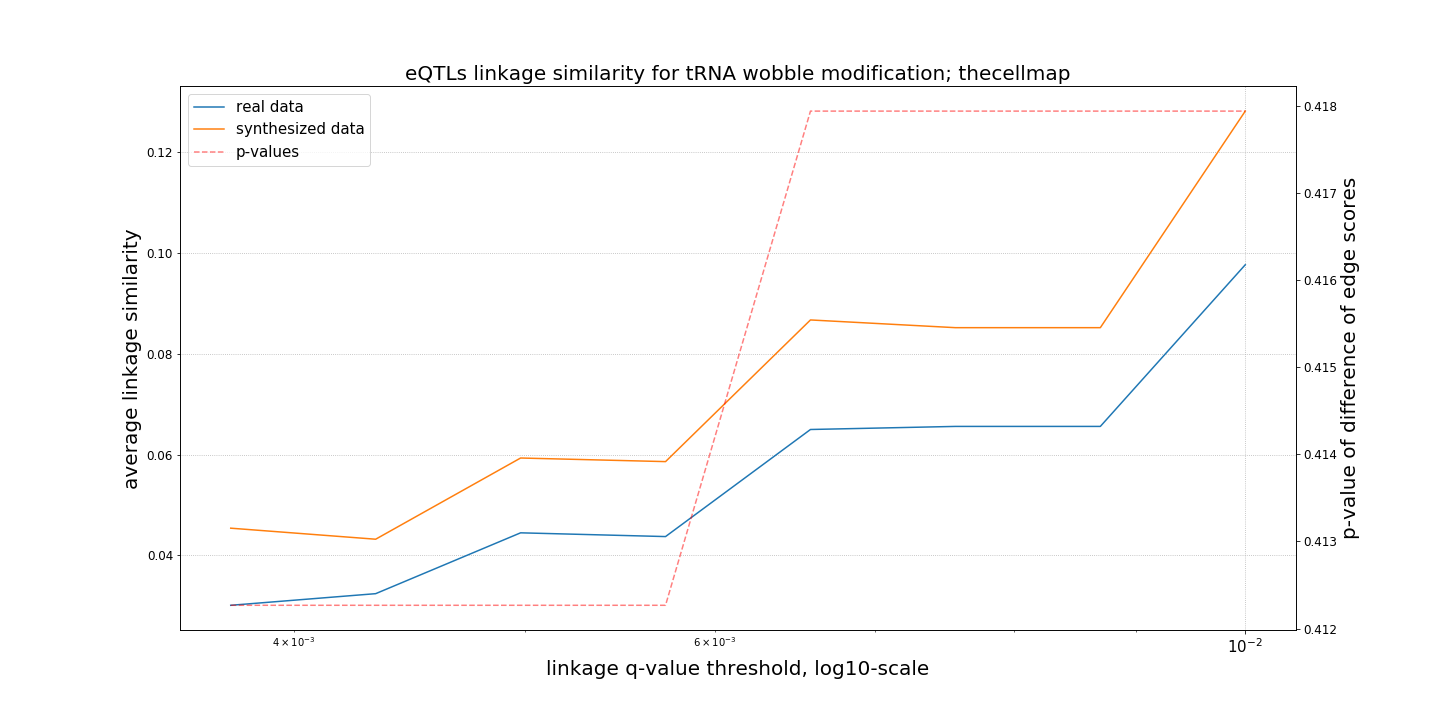 eQTLs linkage similarity for tRNA wobble modification; thecellmap
real data
synthesized data
p-values
average linkage similarity
0.12
0.10
0.08
0.06
0.04
0.418
0.417
0.416
0.415
0.414
0.413
0.412
p-value of difference of edge scores
4 × 10⁻³
6 × 10⁻³
10⁻²
linkage q-value threshold, log10-scale